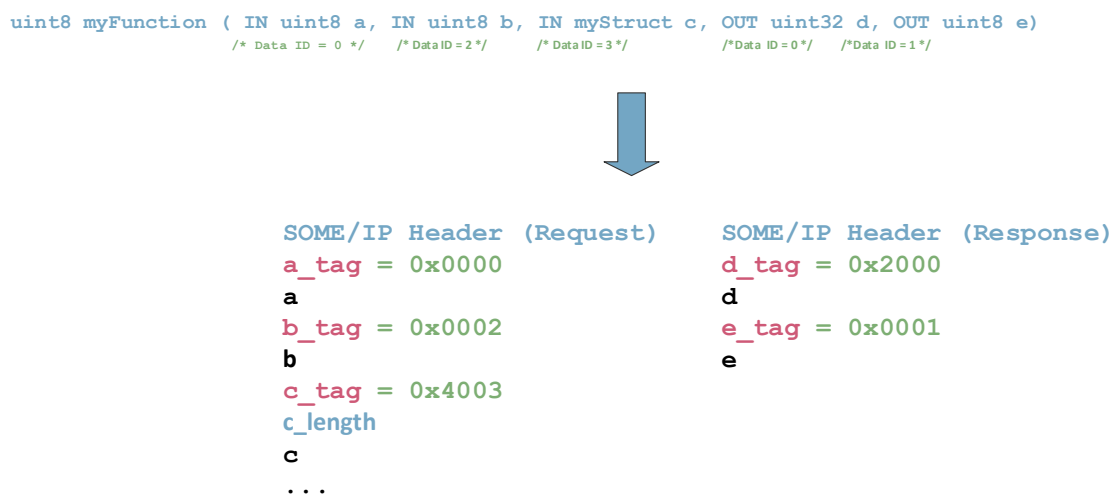 uint8 myFunction ( IN uint8 a, IN uint8 b, IN myStruct c, OUT uint32 d, OUT uint8 e)
/* Data ID = 0 */ /* Data ID = 2 */ /* Data ID = 3 */ /*Data ID = 0 */ /*Data ID = 1 */
SOME/IP Header (Request)
a_tag = 0x0000
a
b_tag = 0x0002
b
c_tag = 0x4003
c_length
c
...
SOME/IP Header (Response)
d_tag = 0x2000
d
e_tag = 0x0001
e